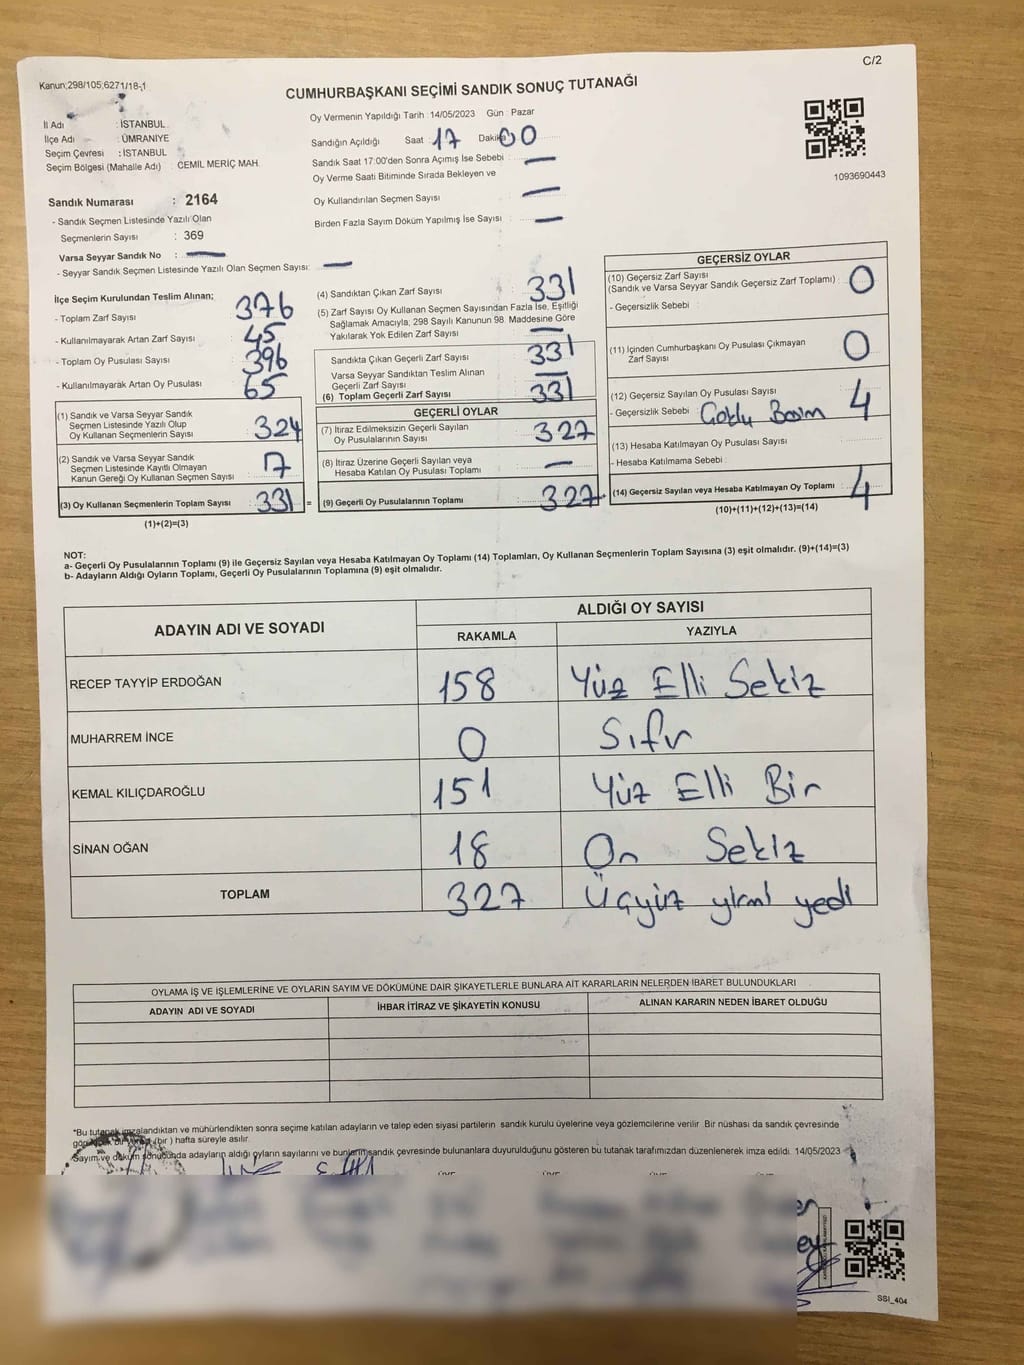 C/2
Kanun;298/105;6271/18-1
CUMHURBAŞKANI SEÇİMİ SANDIK SONUÇ TUTANAĞI
Oy Vermenin Yapıldığı Tarih : 14/05/2023 Gün : Pazar
İl Adı : İSTANBUL
İlçe Adı : ÜMRANİYE
Seçim Çevresi : İSTANBUL
Seçim Bölgesi (Mahalle Adı) : CEMİL MERİÇ MAH.
Sandığın Açıldığı Saat : 17 Dakika 00
Sandık Saat 17:00'den Sonra Açımış İse Sebebi : —
Oy Verme Saati Bitiminde Sırada Bekleyen ve
Oy Kullandırılan Seçmen Sayısı : —
Birden Fazla Sayım Döküm Yapılmış İse Sayısı : —
1093690443
Sandık Numarası : 2164
- Sandık Seçmen Listesinde Yazılı Olan
Seçmenlerin Sayısı : 369
Varsa Seyyar Sandık No : —
- Seyyar Sandık Seçmen Listesinde Yazılı Olan Seçmen Sayısı: —
İlçe Seçim Kurulundan Teslim Alınan;
- Toplam Zarf Sayısı : 376
- Kullanılmayarak Artan Zarf Sayısı : 45
- Toplam Oy Pusulası Sayısı : 396
- Kullanılmayarak Artan Oy Pusulası : 65
(1) Sandık ve Varsa Seyyar Sandık
Seçmen Listesinde Yazılı Olup
Oy Kullanan Seçmenlerin Sayısı : 324
(2) Sandık ve Varsa Seyyar Sandık
Seçmen Listesinde Kayıtlı Olmayan
Kanun Gereği Oy Kullanan Seçmen Sayısı : 7
(3) Oy Kullanan Seçmenlerin Toplam Sayısı : 331 =
(1)+(2)=(3)
(4) Sandıktan Çıkan Zarf Sayısı : 331
(5) Zarf Sayısı Oy Kullanan Seçmen Sayısından Fazla İse, Eşitliği
Sağlamak Amacıyla; 298 Sayılı Kanunun 98. Maddesine Göre
Yakılarak Yok Edilen Zarf Sayısı : —
Sandıkta Çıkan Geçerli Zarf Sayısı : 331
Varsa Seyyar Sandıktan Teslim Alınan
Geçerli Zarf Sayısı : —
(6) Toplam Geçerli Zarf Sayısı : 331
GEÇERLİ OYLAR
(7) İtiraz Edilmeksizin Geçerli Sayılan
Oy Pusulalarının Sayısı : 327
(8) İtiraz Üzerine Geçerli Sayılan veya
Hesaba Katılan Oy Pusulası Toplamı : —
(9) Geçerli Oy Pusulalarının Toplamı : 327 +
GEÇERSİZ OYLAR
(10) Geçersiz Zarf Sayısı
(Sandık ve Varsa Seyyar Sandık Geçersiz Zarf Toplamı) : 0
- Geçersizlik Sebebi :
(11) İçinden Cumhurbaşkanı Oy Pusulası Çıkmayan
Zarf Sayısı : 0
(12) Geçersiz Sayılan Oy Pusulası Sayısı : 4
- Geçersizlik Sebebi :
(13) Hesaba Katılmayan Oy Pusulası Sayısı :
- Hesaba Katılmama Sebebi :
(14) Geçersiz Sayılan veya Hesaba Katılmayan Oy Toplamı : 4
(10)+(11)+(12)+(13)=(14)
NOT:
a- Geçerli Oy Pusulalarının Toplamı (9) ile Geçersiz Sayılan veya Hesaba Katılmayan Oy Toplamı (14) Toplamları, Oy Kullanan Seçmenlerin Toplam Sayısına (3) eşit olmalıdır. (9)+(14)=(3)
b- Adayların Aldığı Oyların Toplamı, Geçerli Oy Pusulalarının Toplamına (9) eşit olmalıdır.
ADAYIN ADI VE SOYADI ALDIĞI OY SAYISI
RAKAMLA YAZIYLA
RECEP TAYYİP ERDOĞAN 158 Yüz Elli Sekiz
MUHARREM İNCE 0 Sıfır
KEMAL KILIÇDAROĞLU 151 Yüz Elli Bir
SİNAN OĞAN 18 On Sekiz
TOPLAM 327 Üçyüz yirmi yedi
OYLAMA İŞ VE İŞLEMLERİNE VE OYLARIN SAYIM VE DÖKÜMÜNE DAİR ŞİKAYETLERLE BUNLARA AİT KARARLARIN NELERDEN İBARET BULUNDUKLARI
ADAYIN ADI VE SOYADI İHBAR İTİRAZ VE ŞİKAYETİN KONUSU ALINAN KARARIN NEDEN İBARET OLDUĞU
*Bu tutanak imzalandıktan ve mühürlendikten sonra seçime katılan adayların ve talep eden siyasi partilerin sandık kurulu üyelerine veya gözlemcilerine verilir. Bir nüshası da sandık çevresinde
(bir ) hafta süreyle asılır.
Sayım ve döküm sonucunda adayların aldığı oyların sayılarını ve bunların sandık çevresinde bulunanlara duyurulduğunu gösteren bu tutanak tarafımızdan düzenlenerek imza edildi. 14/05/2023
SSI_404